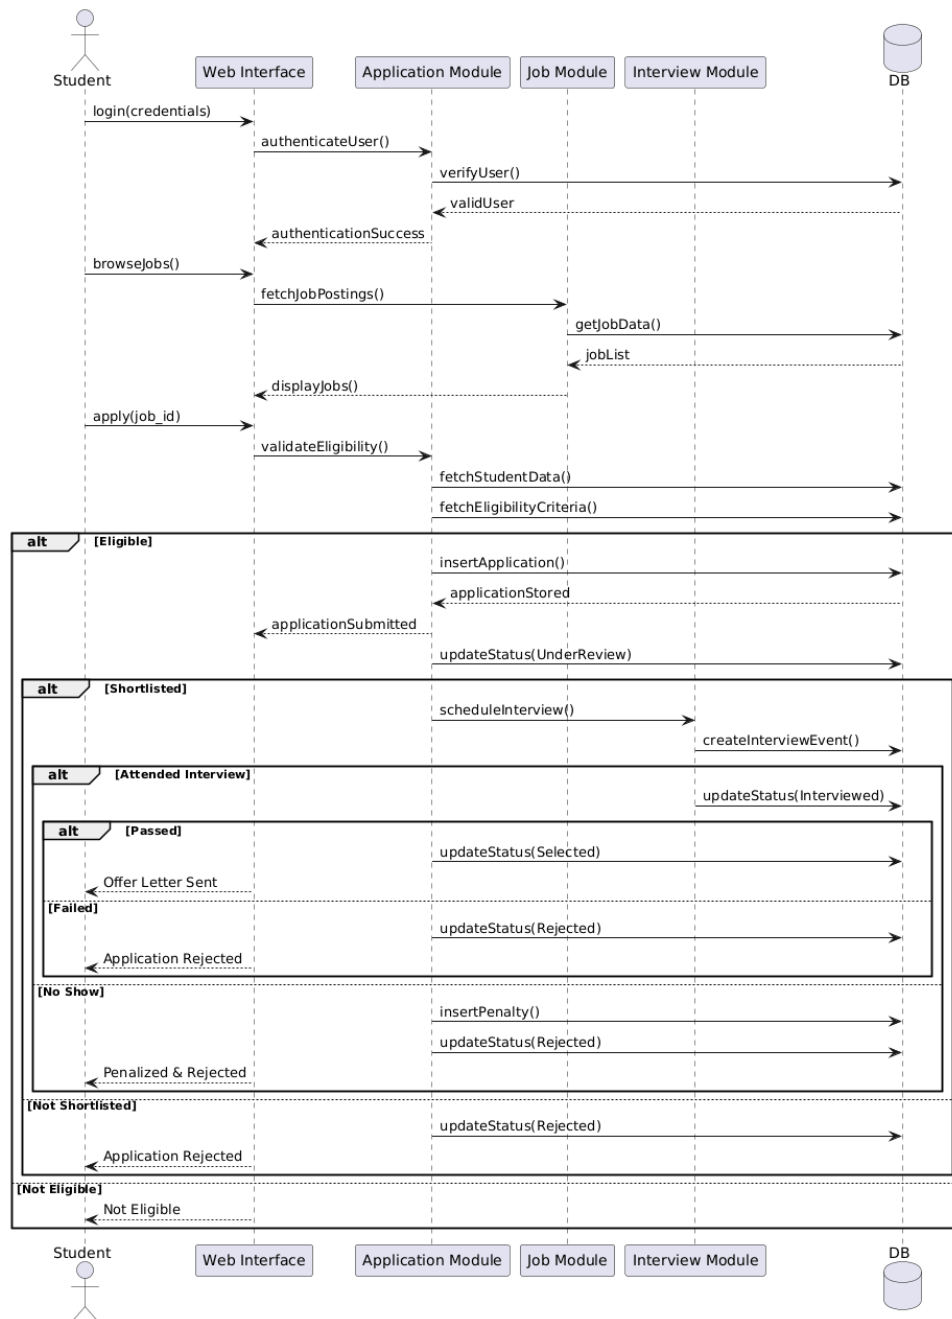 Student
Web Interface
Application Module
Job Module
Interview Module
DB
login(credentials)
authenticateUser()
verifyUser()
validUser
authenticationSuccess
browseJobs()
fetchJobPostings()
getJobData()
jobList
displayJobs()
apply(job_id)
validateEligibility()
fetchStudentData()
fetchEligibilityCriteria()
alt [Eligible]
insertApplication()
applicationStored
applicationSubmitted
updateStatus(UnderReview)
alt [Shortlisted]
scheduleInterview()
createInterviewEvent()
alt [Attended Interview]
updateStatus(Interviewed)
alt [Passed]
updateStatus(Selected)
Offer Letter Sent
[Failed]
updateStatus(Rejected)
Application Rejected
[No Show]
insertPenalty()
updateStatus(Rejected)
Penalized & Rejected
[Not Shortlisted]
updateStatus(Rejected)
Application Rejected
[Not Eligible]
Not Eligible
Student
Web Interface
Application Module
Job Module
Interview Module
DB